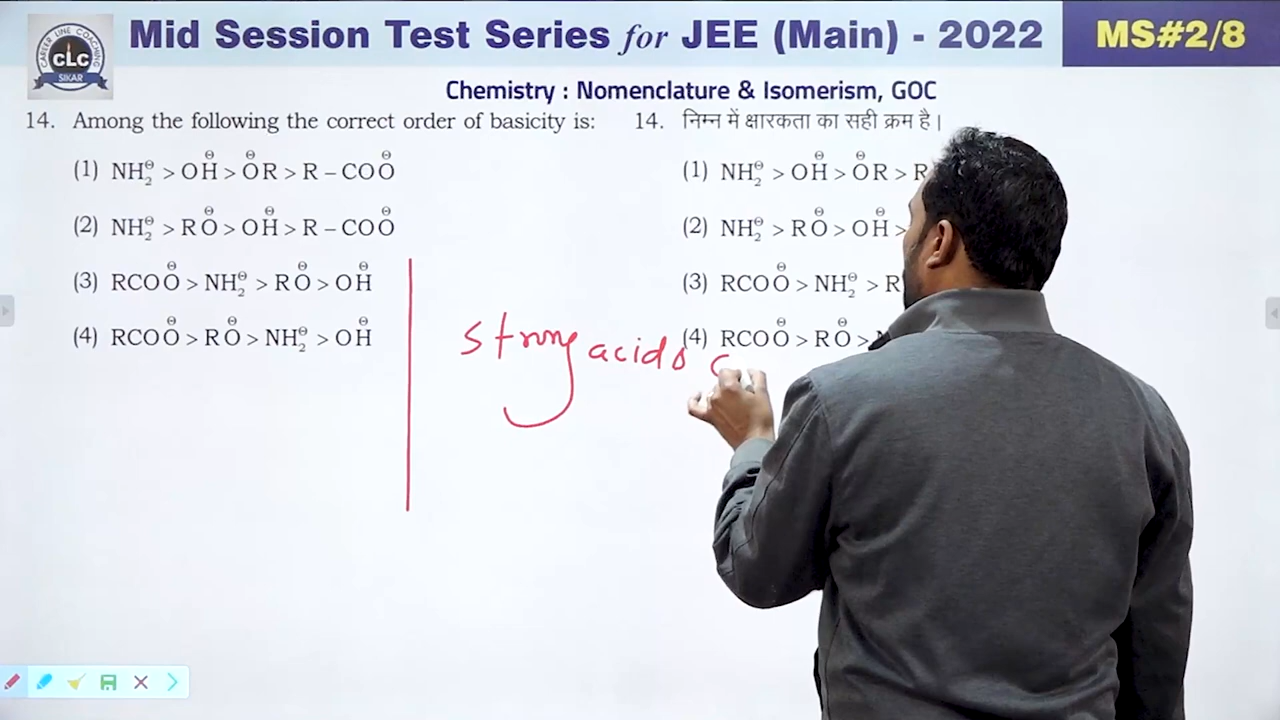 CAREER LINE COACHING
CLC
SIKAR
Mid Session Test Series for JEE (Main) - 2022
MS#2/8
Chemistry : Nomenclature & Isomerism, GOC
14. Among the following the correct order of basicity is:
(1) NH₂⊖ > OH⊖ > O⊖R > R – COO⊖
(2) NH₂⊖ > RO⊖ > OH⊖ > R – COO⊖
(3) RCOO⊖ > NH₂⊖ > RO⊖ > OH⊖
(4) RCOO⊖ > RO⊖ > NH₂⊖ > OH⊖
14. निम्न में क्षारकता का सही क्रम है।
(1) NH₂⊖ > OH⊖ > O⊖R > R
(2) NH₂⊖ > RO⊖ > OH⊖ >
(3) RCOO⊖ > NH₂⊖ > R
(4) RCOO⊖ > RO⊖ >
strong acids